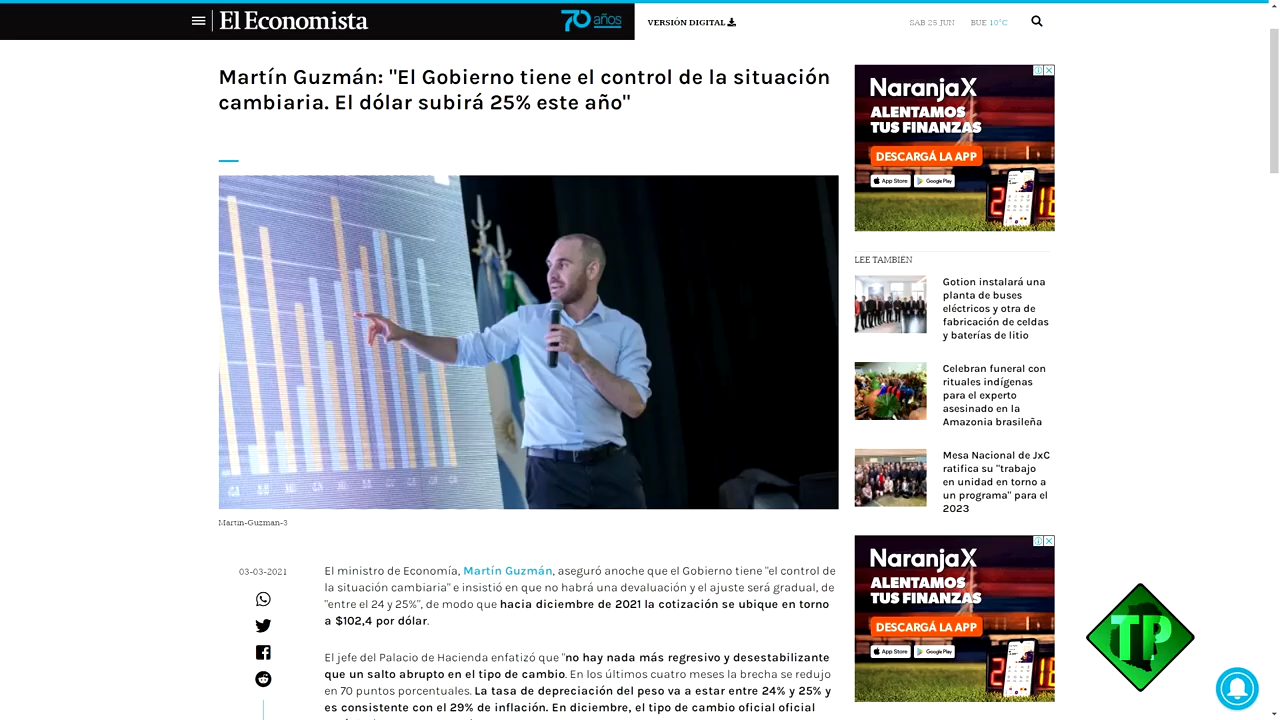 El Economista
70 años
VERSIÓN DIGITAL
SAB 25 JUN
BUE 10°C
Martín Guzmán: "El Gobierno tiene el control de la situación
cambiaria. El dólar subirá 25% este año"
Martin-Guzman-3
03-03-2021
El ministro de Economía, Martín Guzmán, aseguró anoche que el Gobierno tiene "el control de
la situación cambiaria" e insistió en que no habrá una devaluación y el ajuste será gradual, de
"entre el 24 y 25%", de modo que hacia diciembre de 2021 la cotización se ubique en torno
a $102,4 por dólar.
El jefe del Palacio de Hacienda enfatizó que "no hay nada más regresivo y desestabilizante
que un salto abrupto en el tipo de cambio. En los últimos cuatro meses la brecha se redujo
en 70 puntos porcentuales. La tasa de depreciación del peso va a estar entre 24% y 25% y
es consistente con el 29% de inflación. En diciembre, el tipo de cambio oficial oficial
NaranjaX
ALENTAMOS
TUS FINANZAS
DESCARGÁ LA APP
App Store
Google Play
LEE TAMBIÉN
Gotion instalará una
planta de buses
eléctricos y otra de
fabricación de celdas
y baterías de litio
Celebran funeral con
rituales indígenas
para el experto
asesinado en la
Amazonia brasileña
Mesa Nacional de JxC
ratifica su "trabajo
en unidad en torno a
un programa" para el
2023
NaranjaX
ALENTAMOS
TUS FINANZAS
DESCARGÁ LA APP
App Store
Google Play
TP